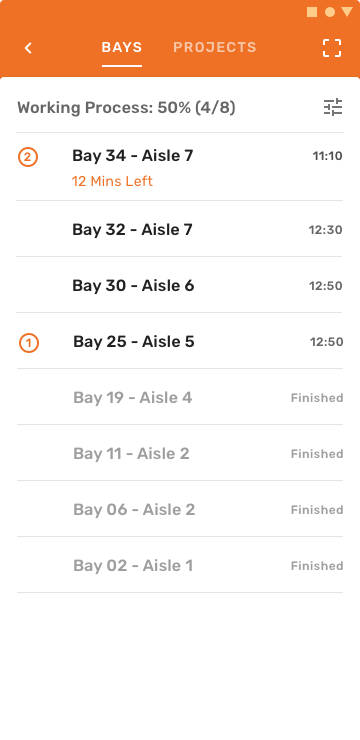 BAYS PROJECTS
Working Process: 50% (4/8)
2 Bay 34 - Aisle 7 11:10
12 Mins Left
Bay 32 - Aisle 7 12:30
Bay 30 - Aisle 6 12:50
1 Bay 25 - Aisle 5 12:50
Bay 19 - Aisle 4 Finished
Bay 11 - Aisle 2 Finished
Bay 06 - Aisle 2 Finished
Bay 02 - Aisle 1 Finished